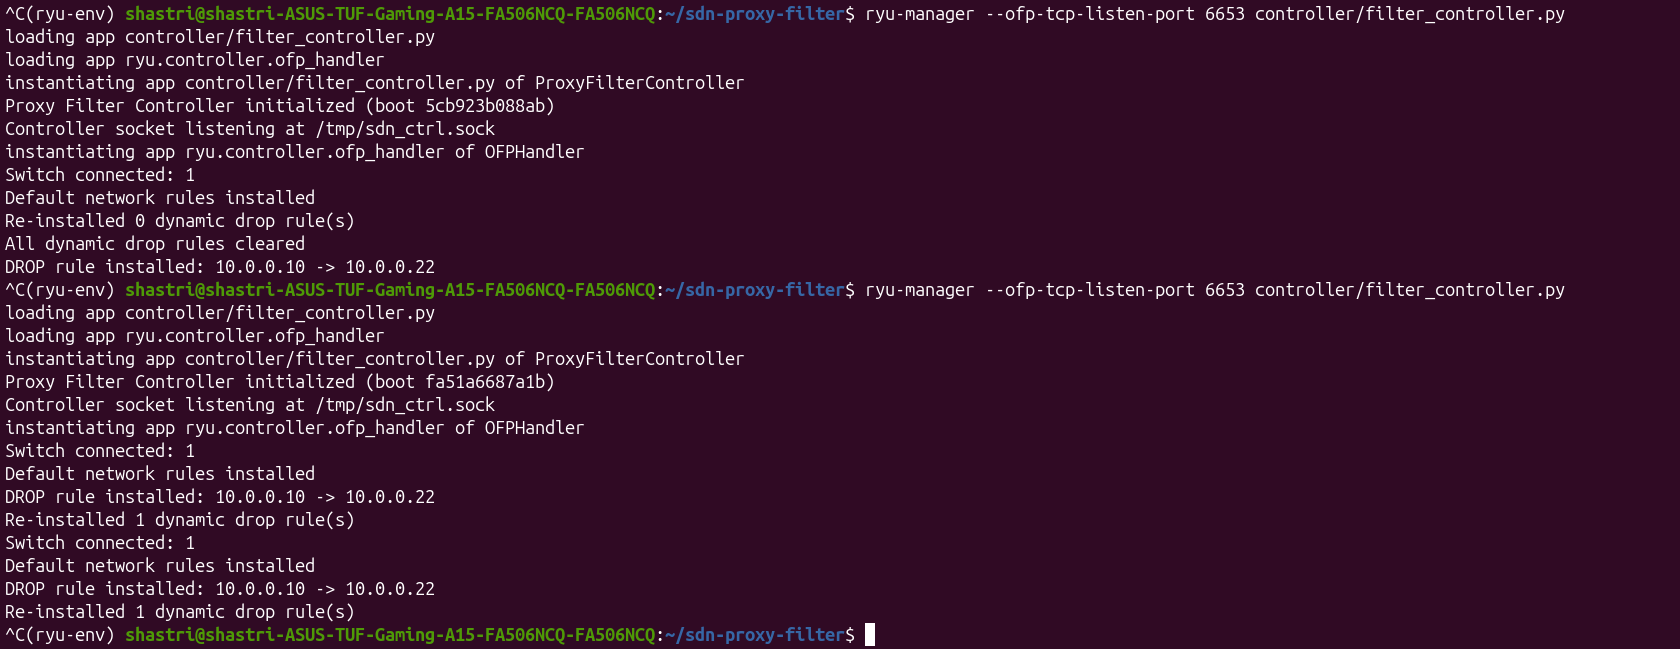 ^C(ryu-env) shastri@shastri-ASUS-TUF-Gaming-A15-FA506NCQ-FA506NCQ:~/sdn-proxy-filter$ ryu-manager --ofp-tcp-listen-port 6653 controller/filter_controller.py
loading app controller/filter_controller.py
loading app ryu.controller.ofp_handler
instantiating app controller/filter_controller.py of ProxyFilterController
Proxy Filter Controller initialized (boot 5cb923b088ab)
Controller socket listening at /tmp/sdn_ctrl.sock
instantiating app ryu.controller.ofp_handler of OFPHandler
Switch connected: 1
Default network rules installed
Re-installed 0 dynamic drop rule(s)
All dynamic drop rules cleared
DROP rule installed: 10.0.0.10 -> 10.0.0.22
^C(ryu-env) shastri@shastri-ASUS-TUF-Gaming-A15-FA506NCQ-FA506NCQ:~/sdn-proxy-filter$ ryu-manager --ofp-tcp-listen-port 6653 controller/filter_controller.py
loading app controller/filter_controller.py
loading app ryu.controller.ofp_handler
instantiating app controller/filter_controller.py of ProxyFilterController
Proxy Filter Controller initialized (boot fa51a6687a1b)
Controller socket listening at /tmp/sdn_ctrl.sock
instantiating app ryu.controller.ofp_handler of OFPHandler
Switch connected: 1
Default network rules installed
DROP rule installed: 10.0.0.10 -> 10.0.0.22
Re-installed 1 dynamic drop rule(s)
Switch connected: 1
Default network rules installed
DROP rule installed: 10.0.0.10 -> 10.0.0.22
Re-installed 1 dynamic drop rule(s)
^C(ryu-env) shastri@shastri-ASUS-TUF-Gaming-A15-FA506NCQ-FA506NCQ:~/sdn-proxy-filter$